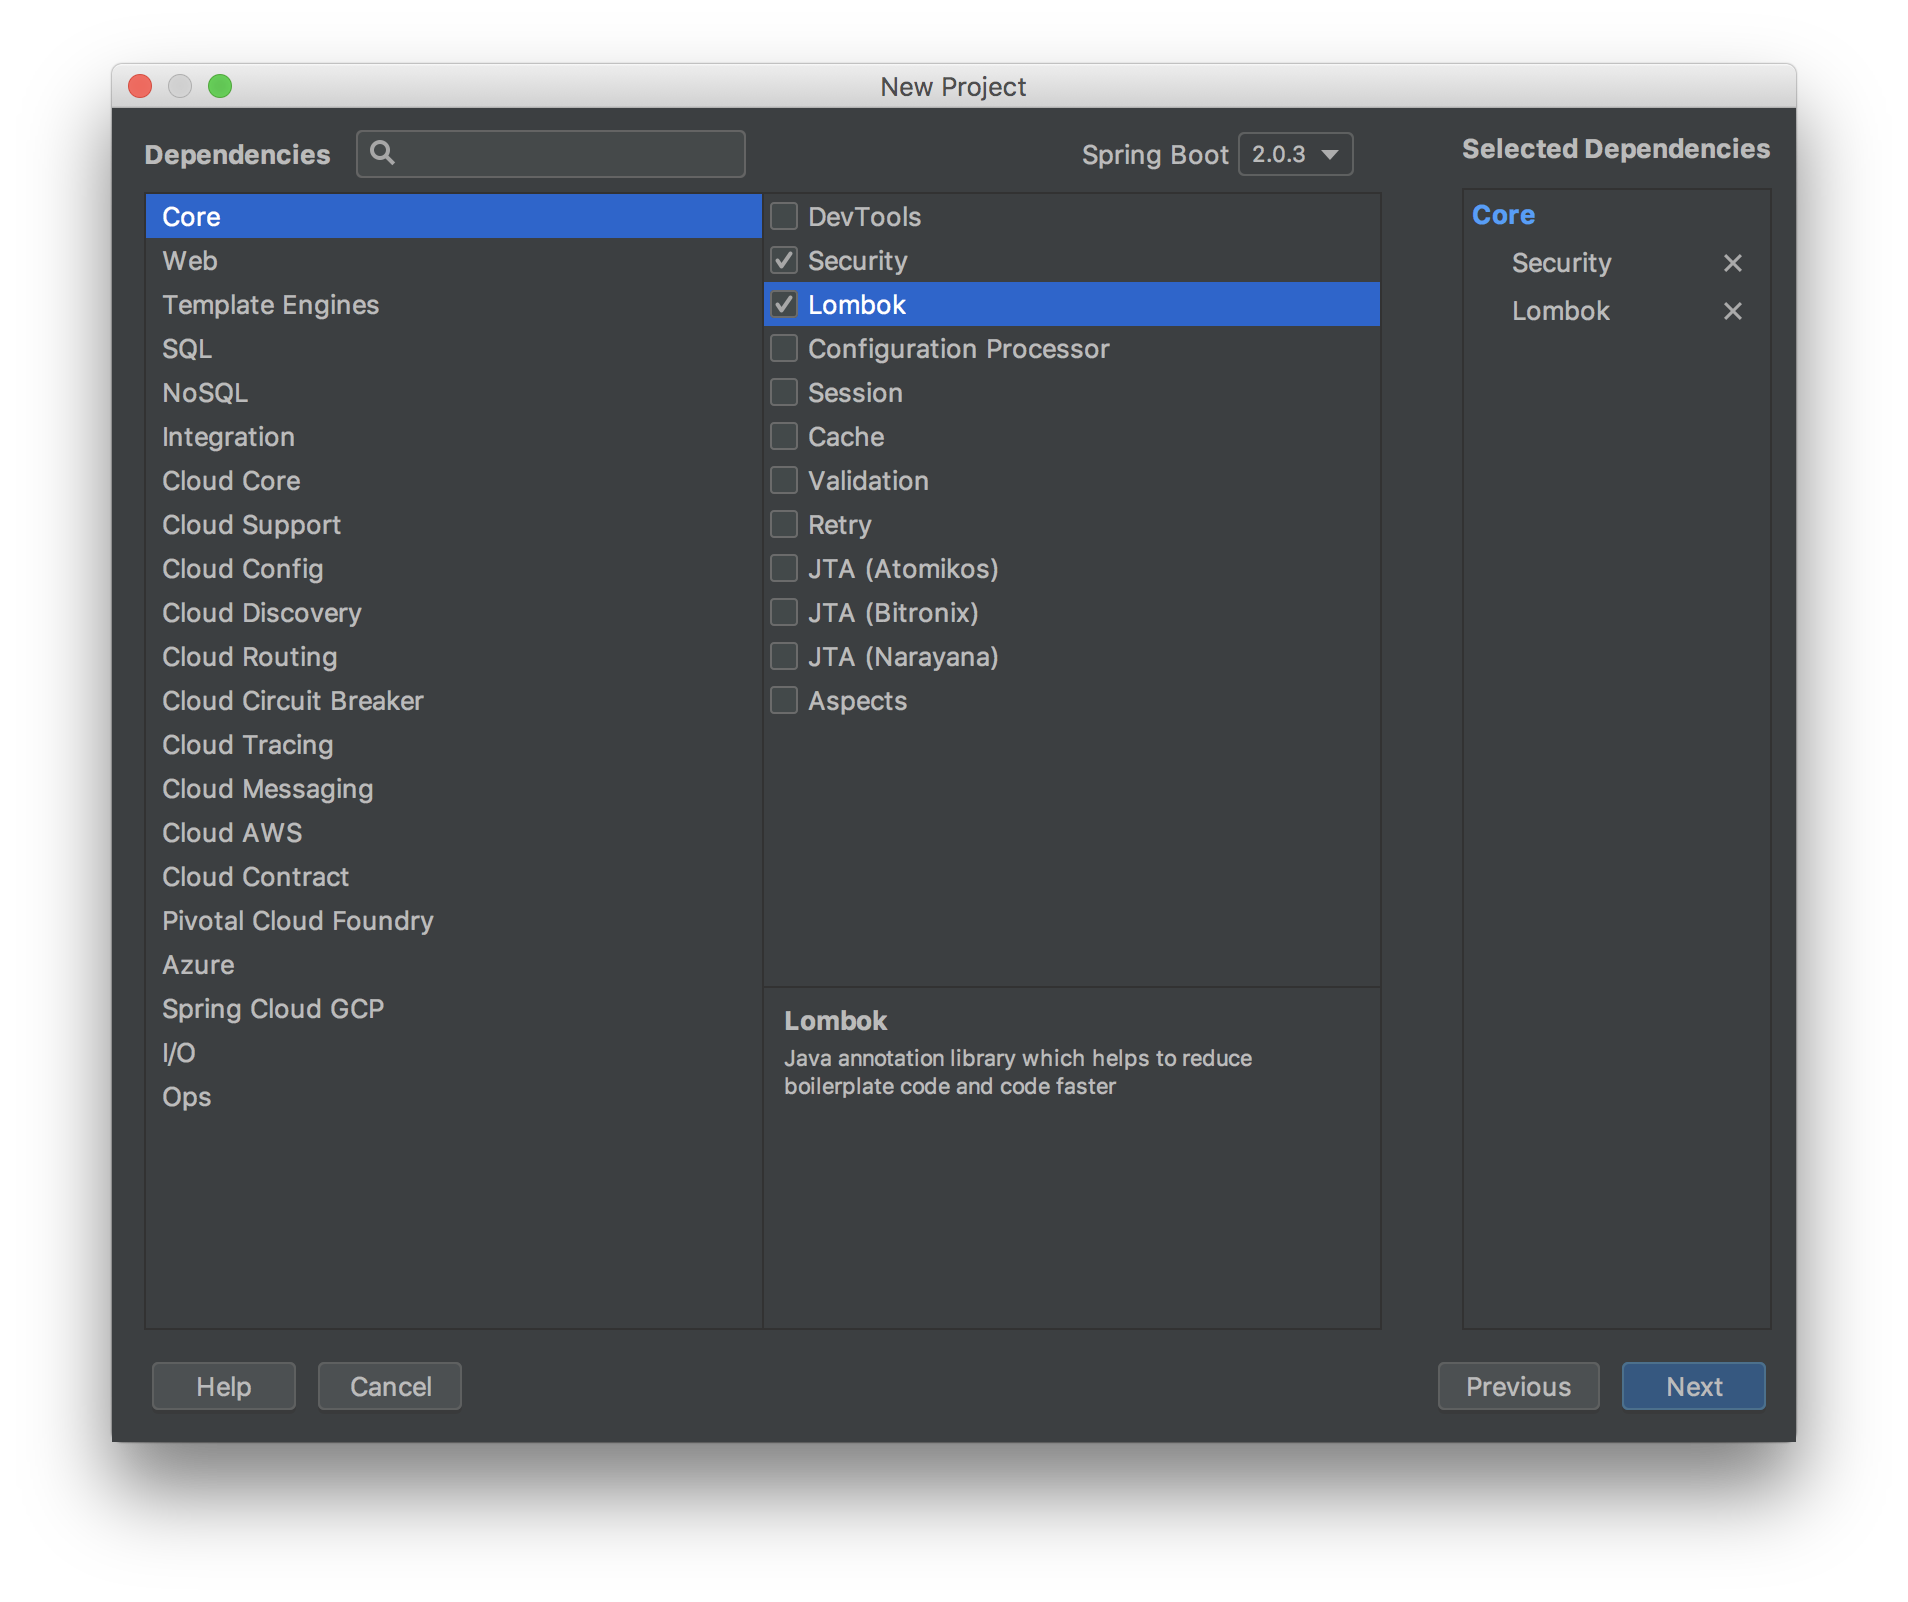 New Project
Dependencies
Spring Boot 2.0.3
Selected Dependencies
Core
Web
Template Engines
SQL
NoSQL
Integration
Cloud Core
Cloud Support
Cloud Config
Cloud Discovery
Cloud Routing
Cloud Circuit Breaker
Cloud Tracing
Cloud Messaging
Cloud AWS
Cloud Contract
Pivotal Cloud Foundry
Azure
Spring Cloud GCP
I/O
Ops
DevTools
Security
Lombok
Configuration Processor
Session
Cache
Validation
Retry
JTA (Atomikos)
JTA (Bitronix)
JTA (Narayana)
Aspects
Lombok
Java annotation library which helps to reduce
boilerplate code and code faster
Core
Security
Lombok
Help
Cancel
Previous
Next